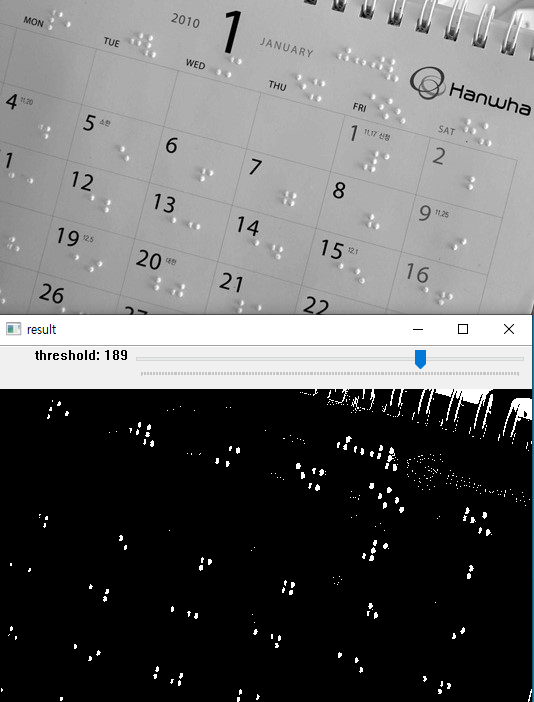 2010 1 JANUARY
MON TUE WED THU FRI SAT
Hanwha
1 11.17 신정 2
4 11.20 5 소한 6 7 8 9 11.25
11 12 13 14 15 12.1 16
19 12.5 20 대한 21 22
26 27
result
threshold: 189